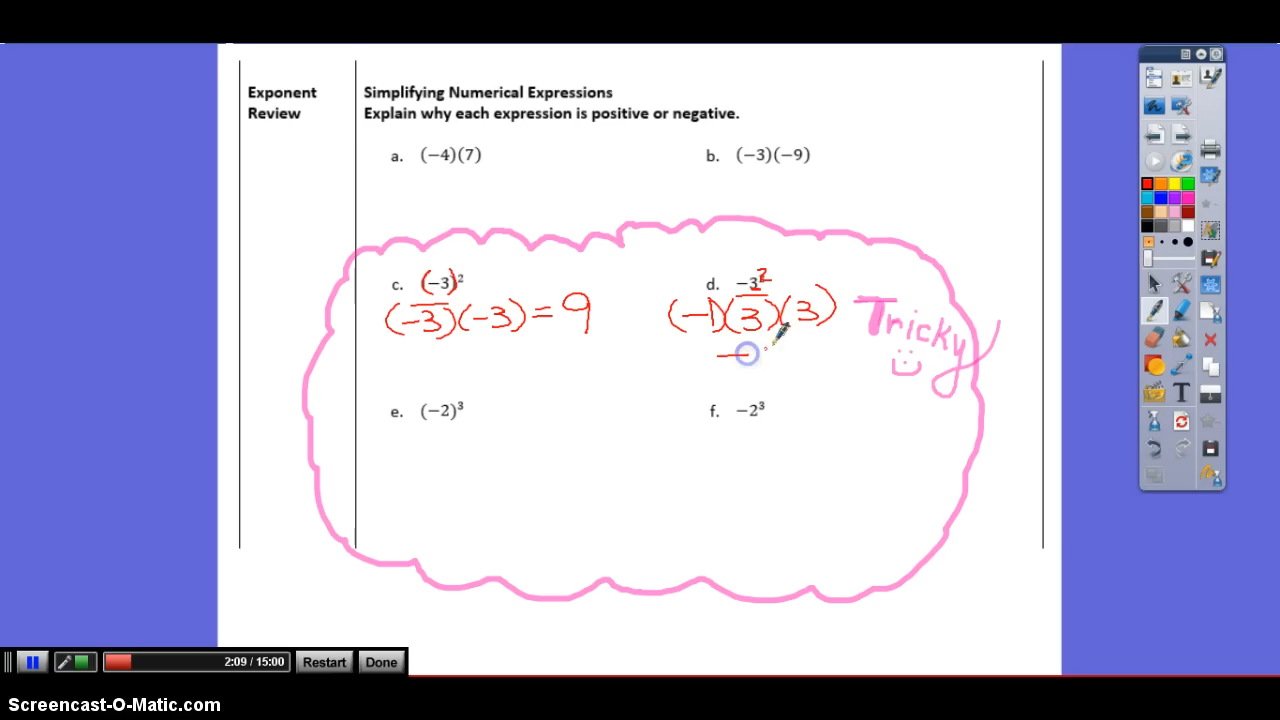 Exponent Review
Simplifying Numerical Expressions
Explain why each expression is positive or negative.
a. (−4)(7)
b. (−3)(−9)
c. (−3)²
d. −3²
(−3)(−3) = 9
(−1)(3)(3)
Tricky
−
e. (−2)³
f. −2³
2:09 / 15:00 Restart Done
Screencast-O-Matic.com